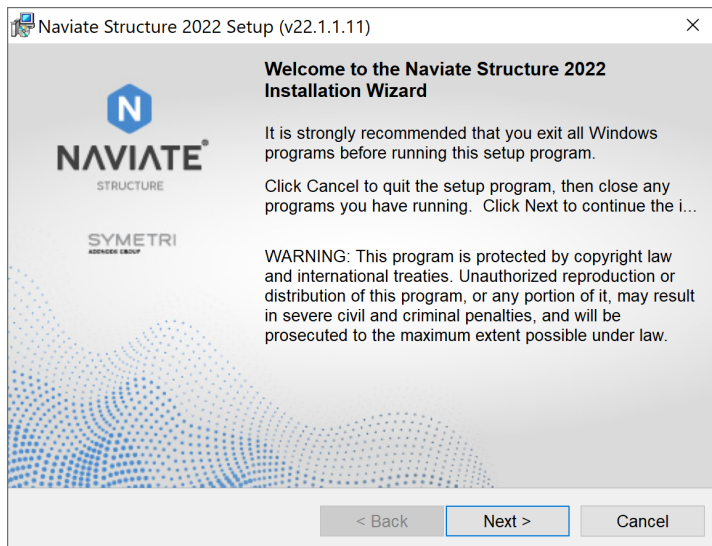 Naviate Structure 2022 Setup (v22.1.1.11)
Welcome to the Naviate Structure 2022
Installation Wizard
N
NAVIATE®
STRUCTURE
SYMETRI
ADDNODE GROUP
It is strongly recommended that you exit all Windows
programs before running this setup program.
Click Cancel to quit the setup program, then close any
programs you have running.  Click Next to continue the i...
WARNING: This program is protected by copyright law
and international treaties. Unauthorized reproduction or
distribution of this program, or any portion of it, may result
in severe civil and criminal penalties, and will be
prosecuted to the maximum extent possible under law.
< Back
Next >
Cancel